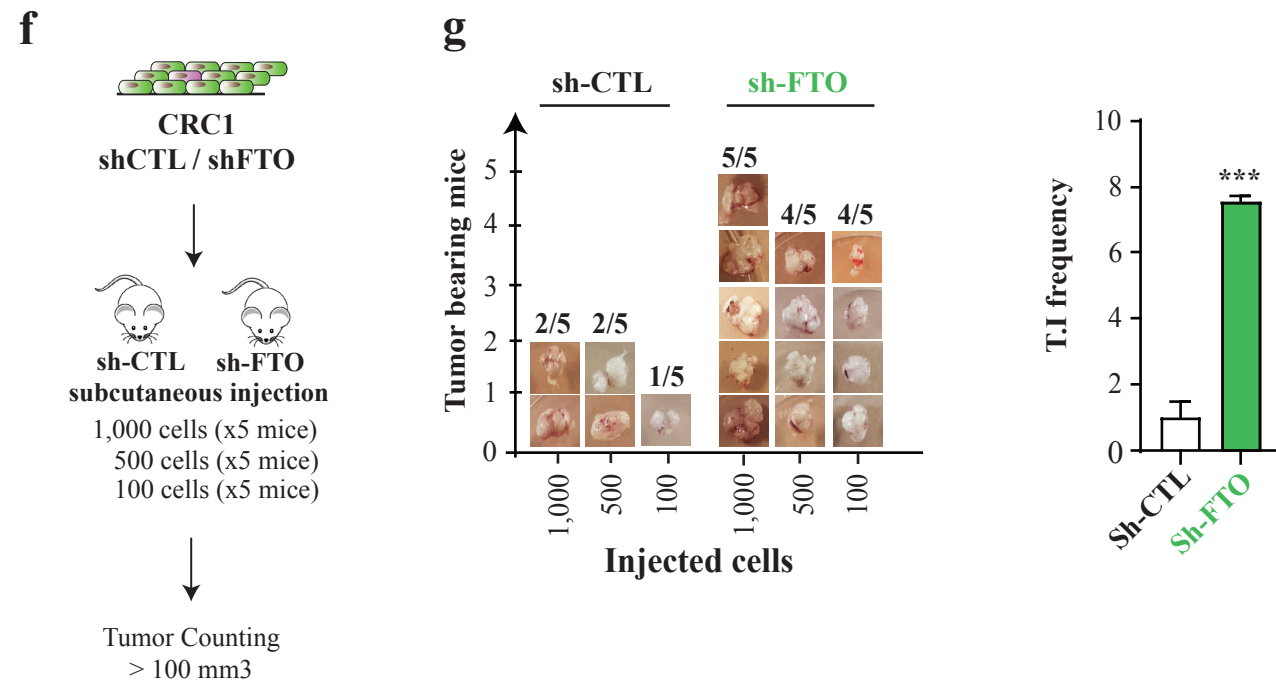 f
CRC1
shCTL / shFTO
sh-CTL
sh-FTO
subcutaneous injection
1,000 cells (x5 mice)
500 cells (x5 mice)
100 cells (x5 mice)
Tumor Counting
> 100 mm3
g
sh-CTL
sh-FTO
Tumor bearing mice
5
4
3
2
1
0
2/5
2/5
1/5
5/5
4/5
4/5
1,000
500
100
1,000
500
100
Injected cells
T.I frequency
10
8
6
4
2
0
***
Sh-CTL
Sh-FTO